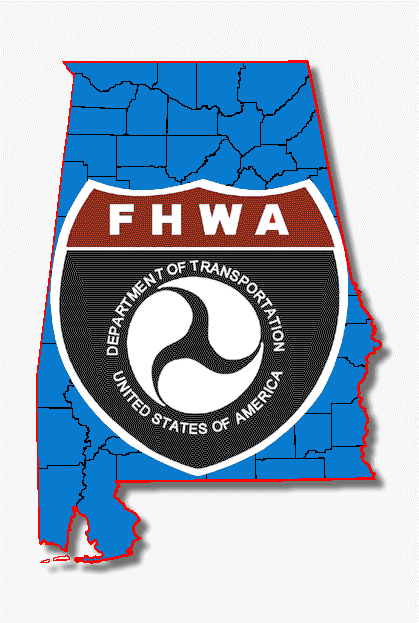 FHWA
DEPARTMENT OF TRANSPORTATION
UNITED STATES OF AMERICA